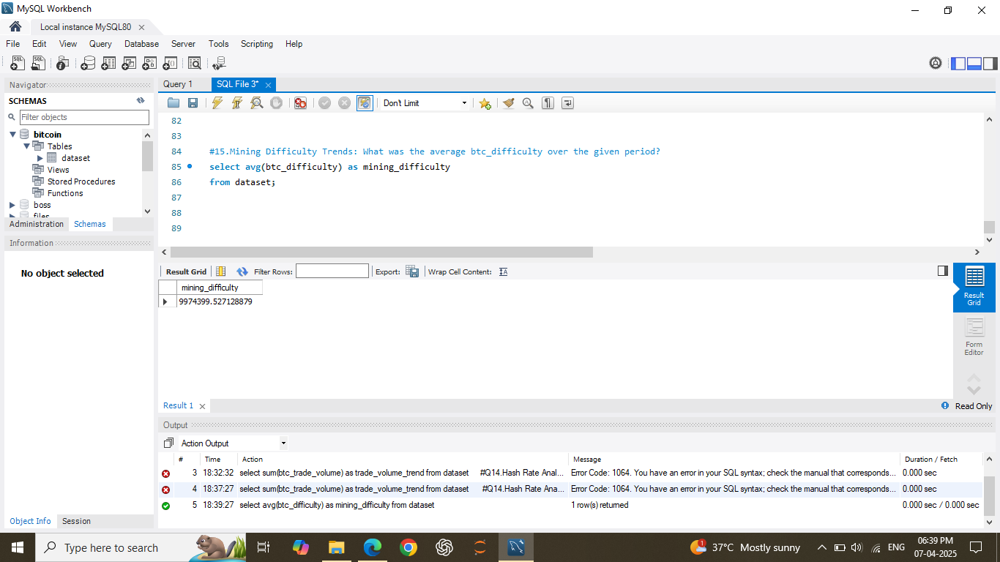 MySQL Workbench
Local instance MySQL80
File Edit View Query Database Server Tools Scripting Help
Navigator
SCHEMAS
Filter objects
bitcoin
Tables
dataset
Views
Stored Procedures
Functions
boss
files
Administration Schemas
Information
No object selected
Object Info Session
Query 1 SQL File 3*
Don't Limit
82
83
84 #15.Mining Difficulty Trends: What was the average btc_difficulty over the given period?
85 select avg(btc_difficulty) as mining_difficulty
86 from dataset;
87
88
89
Result Grid Filter Rows: Export: Wrap Cell Content:
mining_difficulty
9974399.527128879
Result Grid
Form Editor
Result 1
Read Only
Output
Action Output
# Time Action Message Duration / Fetch
3 18:32:32 select sum(btc_trade_volume) as trade_volume_trend from dataset #Q14.Hash Rate Anal... Error Code: 1064. You have an error in your SQL syntax; check the manual that corresponds... 0.000 sec
4 18:37:27 select sum(btc_trade_volume) as trade_volume_trend from dataset #Q14.Hash Rate Ana... Error Code: 1064. You have an error in your SQL syntax; check the manual that corresponds... 0.000 sec
5 18:39:27 select avg(btc_difficulty) as mining_difficulty from dataset 1 row(s) returned 0.000 sec / 0.000 sec
Type here to search
1
37°C Mostly sunny
ENG
06:39 PM
07-04-2025